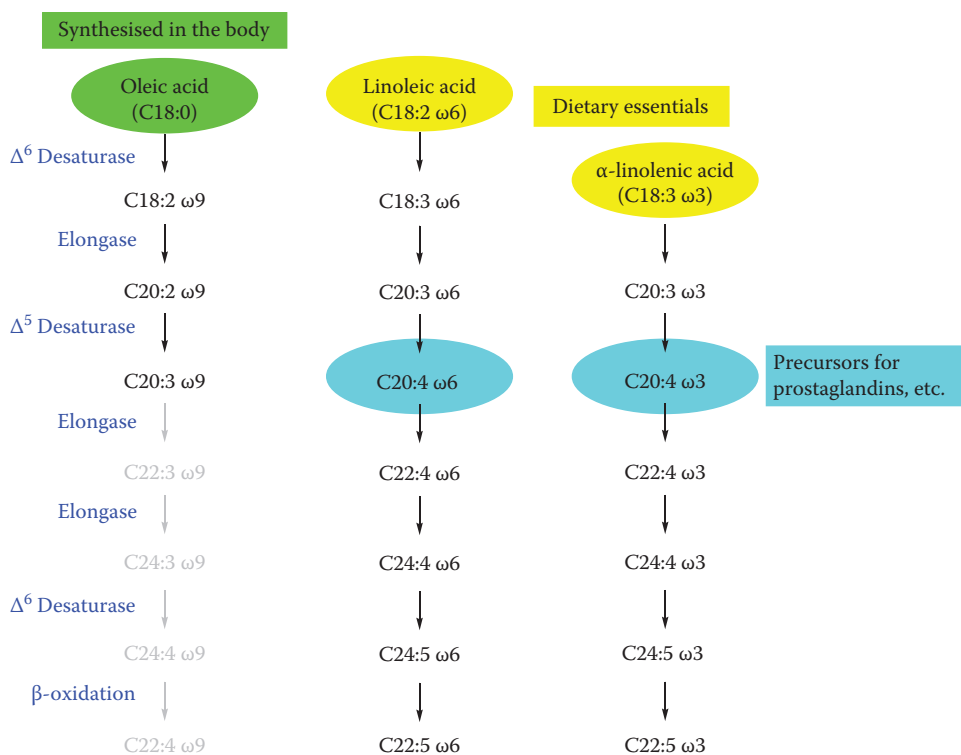 Synthesised in the body
Oleic acid
(C18:0)
Linoleic acid
(C18:2 ω6)
Dietary essentials
Δ⁶ Desaturase
α-linolenic acid
(C18:3 ω3)
C18:2 ω9
C18:3 ω6
Elongase
C20:2 ω9
C20:3 ω6
C20:3 ω3
Δ⁵ Desaturase
C20:3 ω9
C20:4 ω6
C20:4 ω3
Precursors for
prostaglandins, etc.
Elongase
C22:3 ω9
C22:4 ω6
C22:4 ω3
Elongase
C24:3 ω9
C24:4 ω6
C24:4 ω3
Δ⁶ Desaturase
C24:4 ω9
C24:5 ω6
C24:5 ω3
β-oxidation
C22:4 ω9
C22:5 ω6
C22:5 ω3